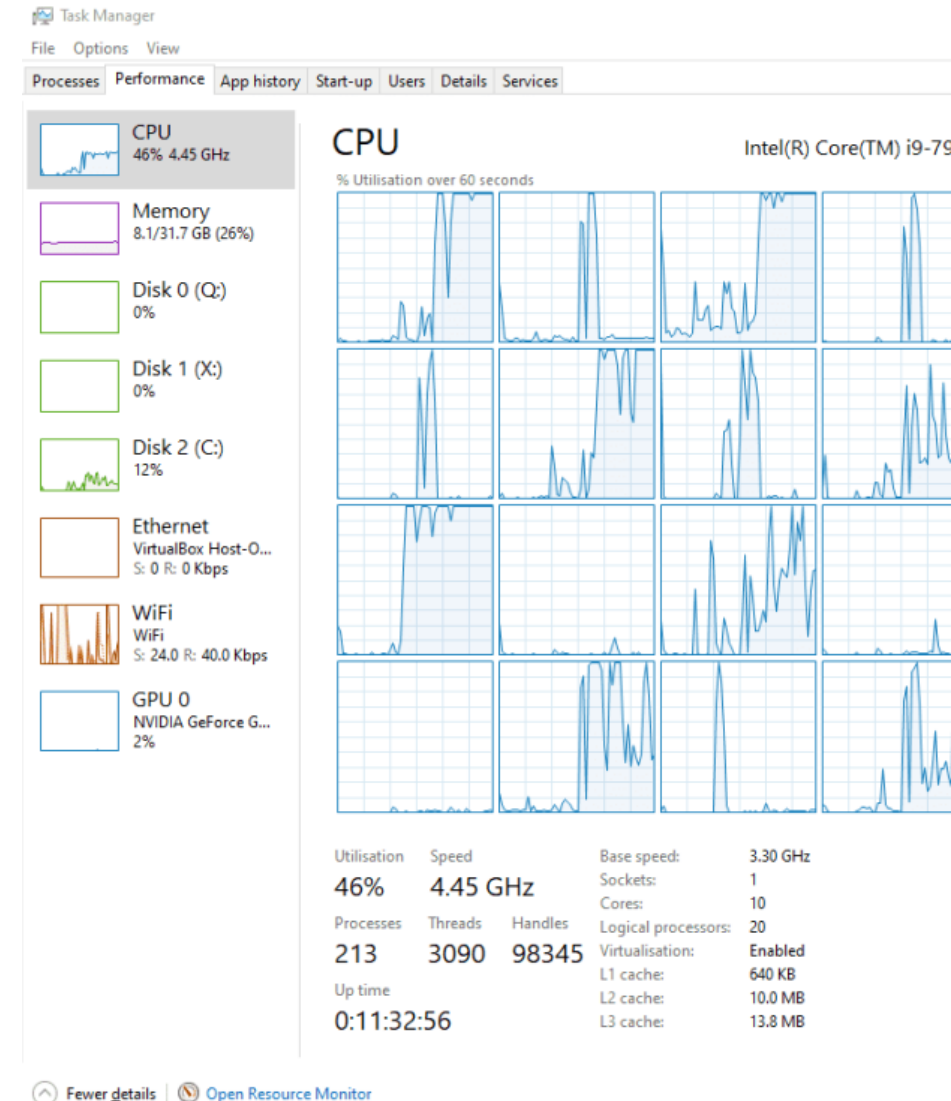 Task Manager
File Options View
Processes Performance App history Start-up Users Details Services
CPU
46% 4.45 GHz
Memory
8.1/31.7 GB (26%)
Disk 0 (Q:)
0%
Disk 1 (X:)
0%
Disk 2 (C:)
12%
Ethernet
VirtualBox Host-O...
S: 0 R: 0 Kbps
WiFi
WiFi
S: 24.0 R: 40.0 Kbps
GPU 0
NVIDIA GeForce G...
2%
CPU
Intel(R) Core(TM) i9-79
% Utilisation over 60 seconds
Utilisation Speed
46% 4.45 GHz
Processes Threads Handles
213 3090 98345
Up time
0:11:32:56
Base speed: 3.30 GHz
Sockets: 1
Cores: 10
Logical processors: 20
Virtualisation: Enabled
L1 cache: 640 KB
L2 cache: 10.0 MB
L3 cache: 13.8 MB
Fewer details Open Resource Monitor